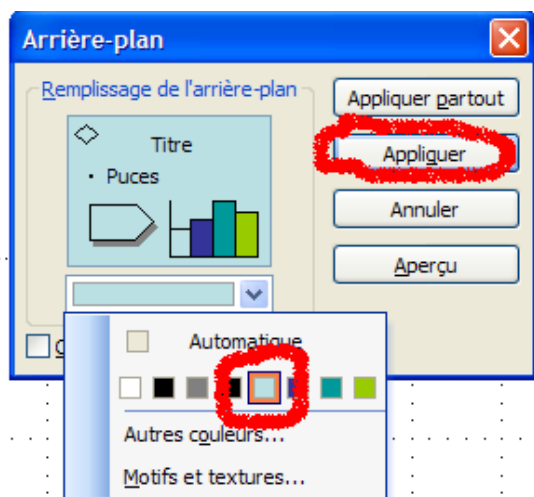 Arrière-plan
Remplissage de l'arrière-plan
Titre
• Puces
Appliquer partout
Appliquer
Annuler
Aperçu
Automatique
Autres couleurs...
Motifs et textures...